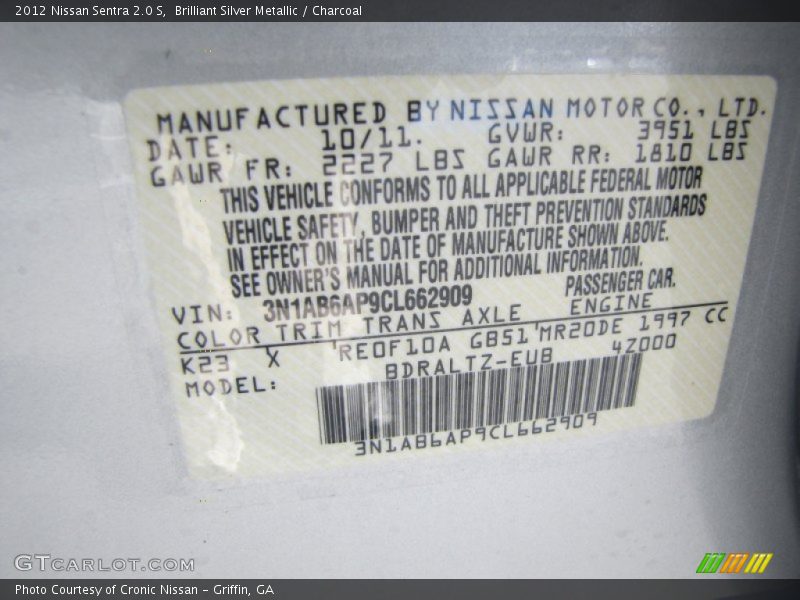 2012 Nissan Sentra 2.0 S,  Brilliant Silver Metallic / Charcoal
MANUFACTURED BY NISSAN MOTOR CO., LTD.
DATE: 10/11. GVWR: 3951 LBS
GAWR FR: 2227 LBS GAWR RR: 1810 LBS
THIS VEHICLE CONFORMS TO ALL APPLICABLE FEDERAL MOTOR
VEHICLE SAFETY, BUMPER AND THEFT PREVENTION STANDARDS
IN EFFECT ON THE DATE OF MANUFACTURE SHOWN ABOVE.
SEE OWNER'S MANUAL FOR ADDITIONAL INFORMATION.
VIN: 3N1AB6AP9CL662909 PASSENGER CAR.
COLOR TRIM TRANS AXLE ENGINE
K23 X RE0F10A GB51 MR20DE 1997 CC
MODEL: BDRALTZ-EUB 4Z000
3N1AB6AP9CL662909
GTCARLOT.COM
Photo Courtesy of Cronic Nissan – Griffin, GA